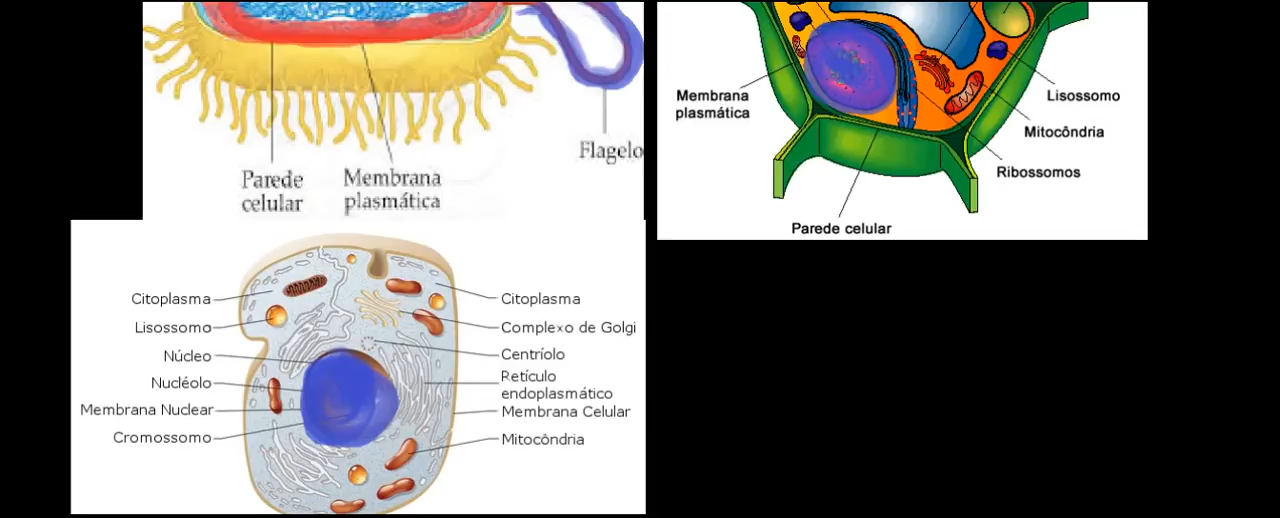 Flagelo
Parede
celular
Membrana
plasmática
Membrana
plasmática
Lisossomo
Mitocôndria
Ribossomos
Parede celular
Citoplasma
Lisossomo
Núcleo
Nucléolo
Membrana Nuclear
Cromossomo
Citoplasma
Complexo de Golgi
Centríolo
Retículo
endoplasmático
Membrana Celular
Mitocôndria